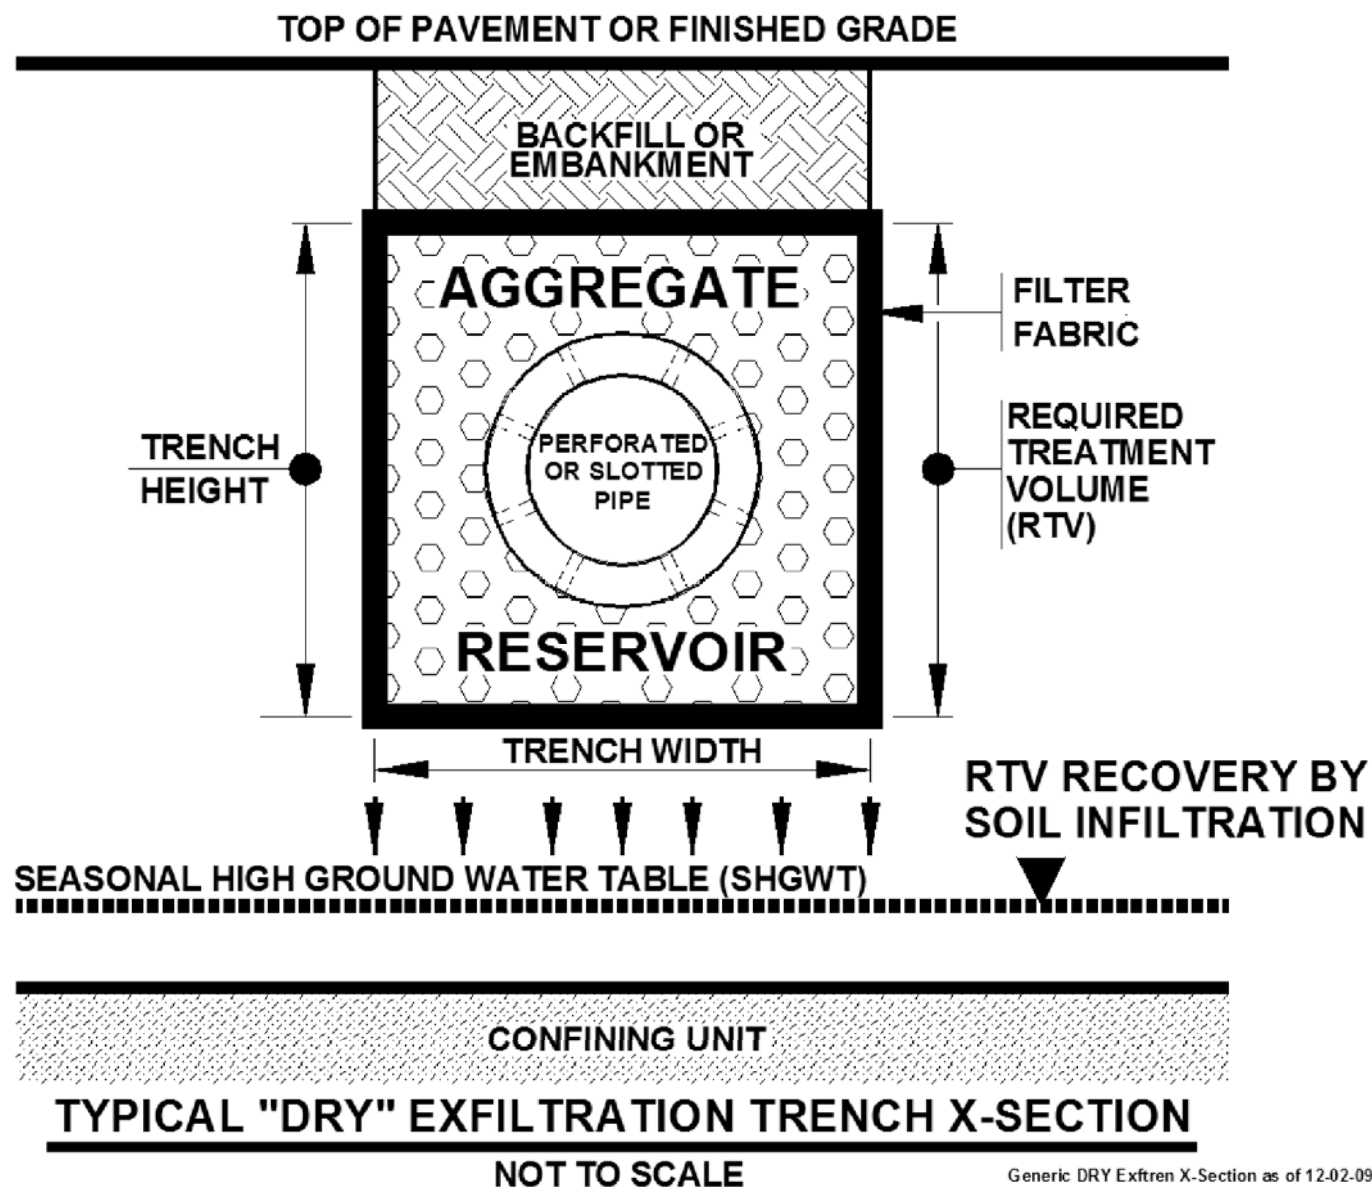 TOP OF PAVEMENT OR FINISHED GRADE
BACKFILL OR
EMBANKMENT
AGGREGATE
FILTER
FABRIC
REQUIRED
TREATMENT
VOLUME
(RTV)
TRENCH
HEIGHT
PERFORATED
OR SLOTTED
PIPE
RESERVOIR
TRENCH WIDTH
RTV RECOVERY BY
SOIL INFILTRATION
SEASONAL HIGH GROUND WATER TABLE (SHGWT)
CONFINING UNIT
TYPICAL "DRY" EXFILTRATION TRENCH X-SECTION
NOT TO SCALE
Generic DRY Exftren X-Section as of 12-02-09